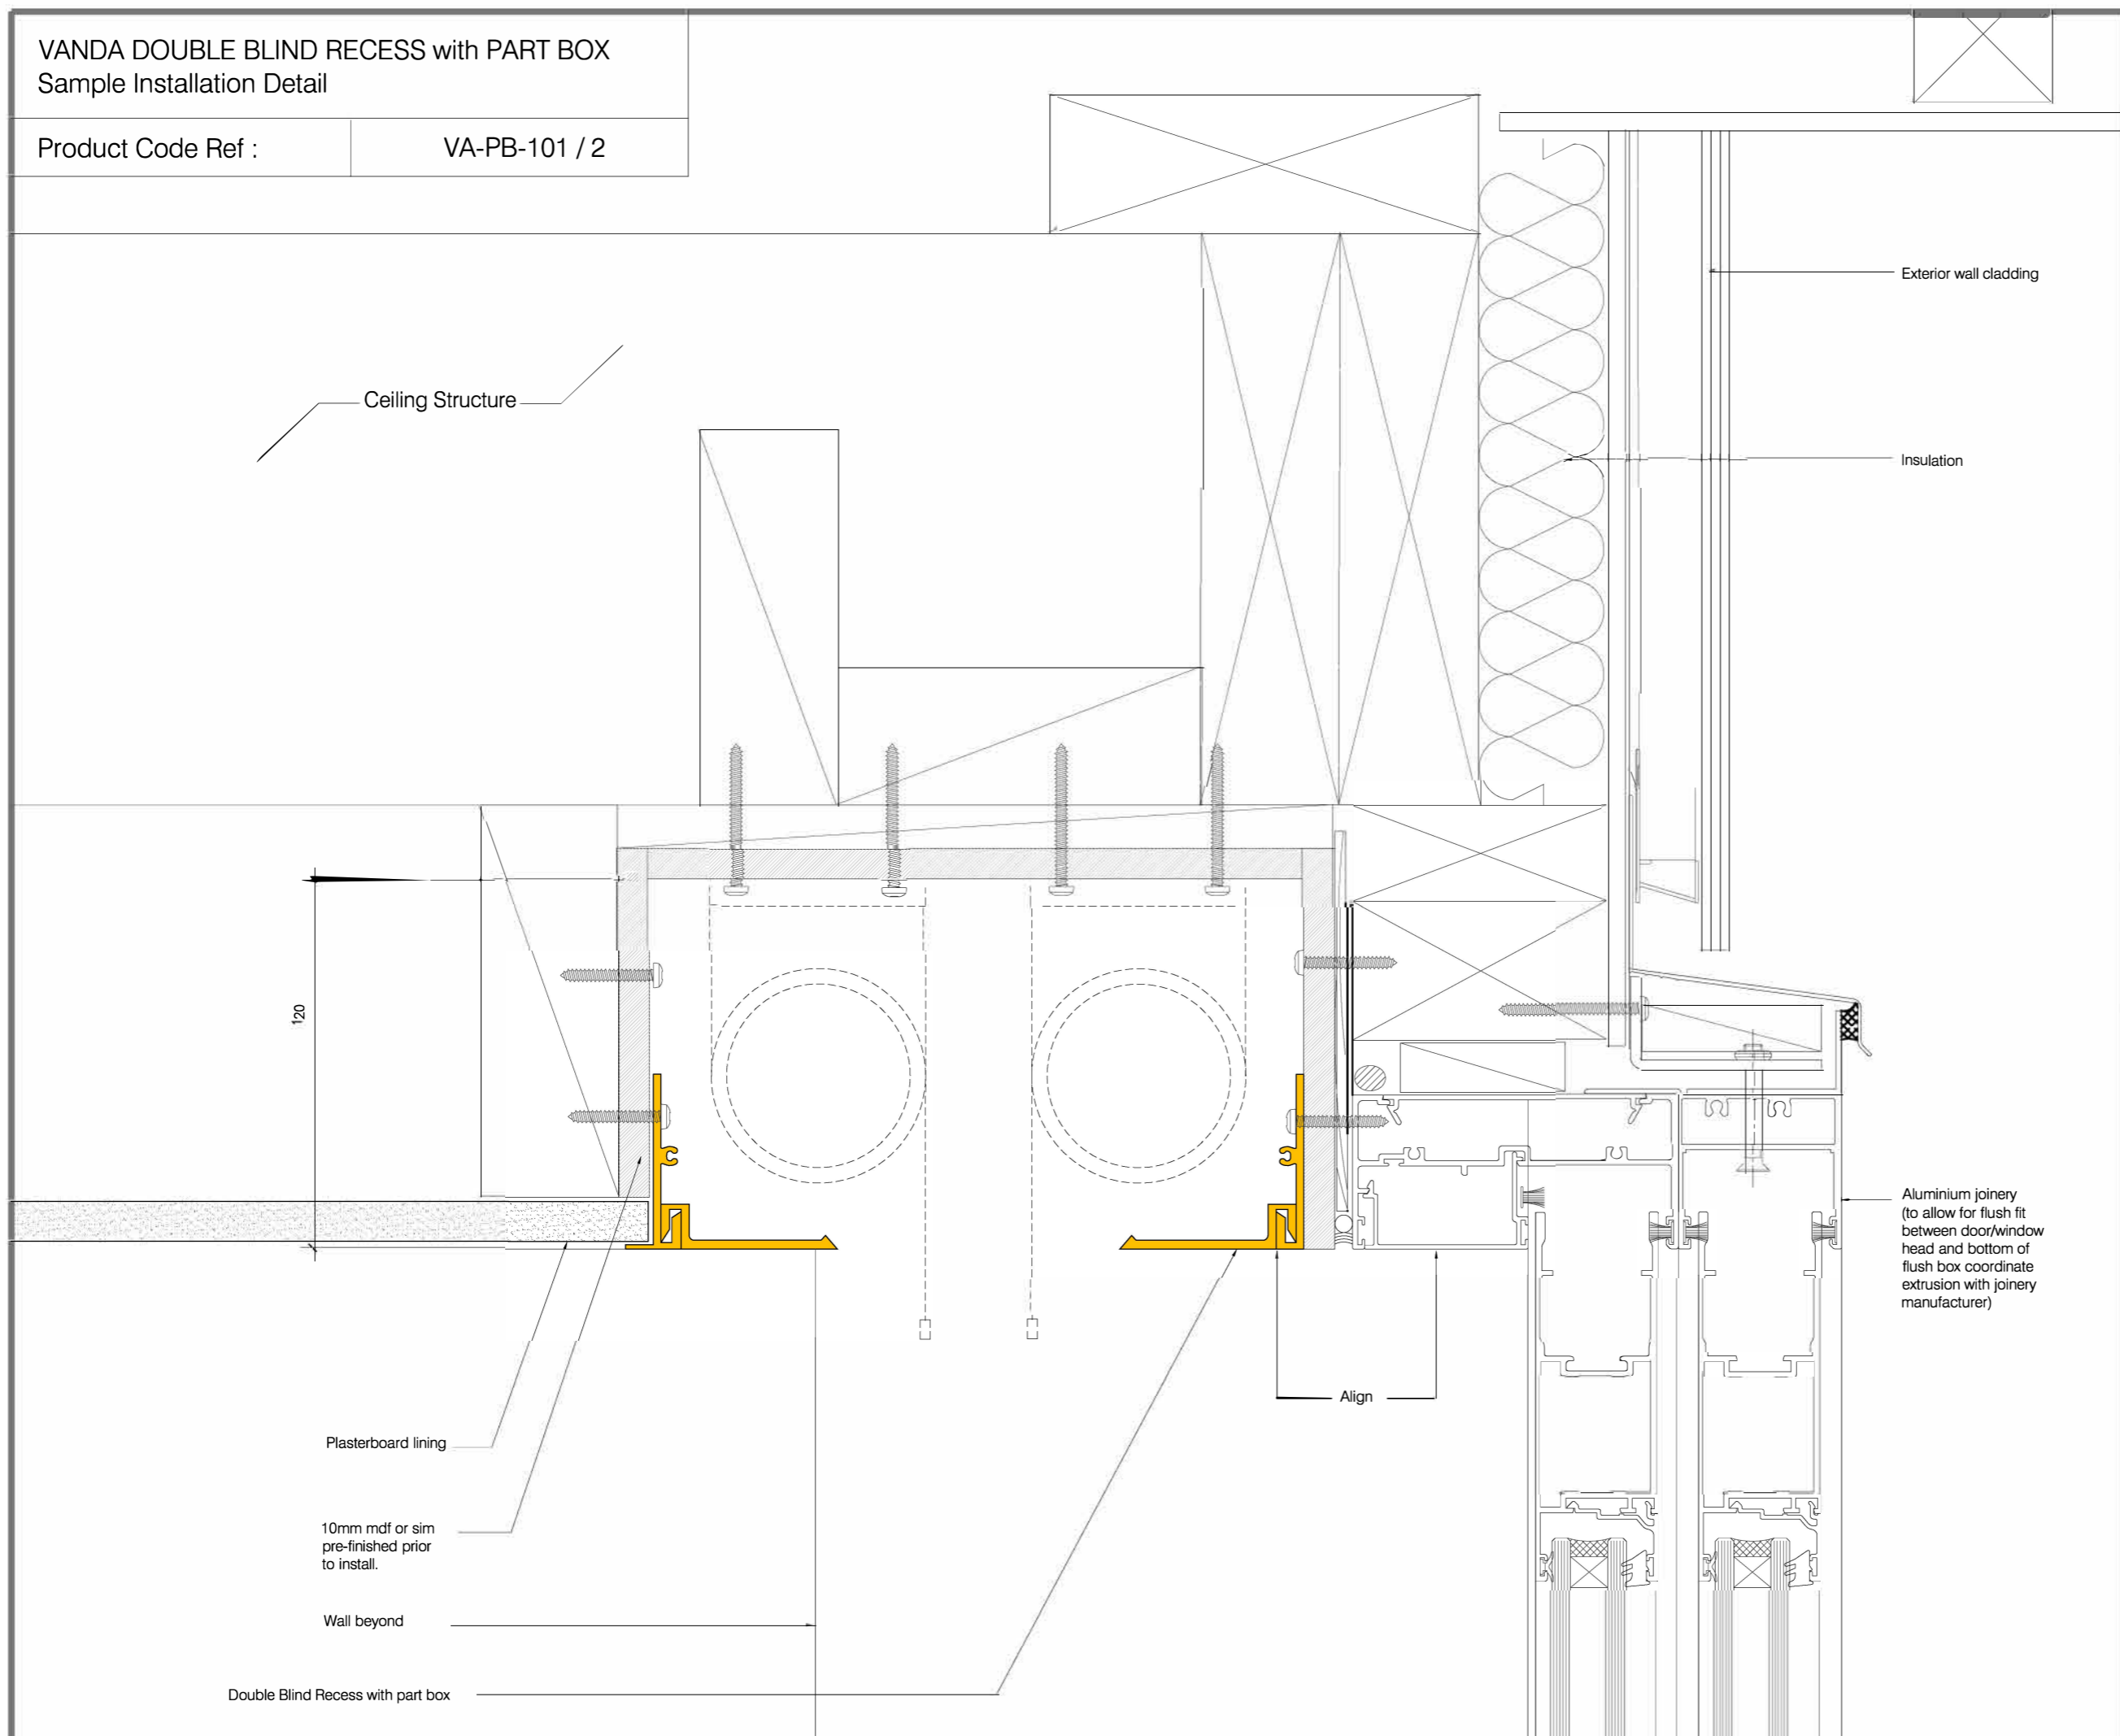 VANDA DOUBLE BLIND RECESS with PART BOX
Sample Installation Detail
Product Code Ref :
VA-PB-101 / 2
Exterior wall cladding
Ceiling Structure
Insulation
120
Aluminium joinery
(to allow for flush fit
between door/window
head and bottom of
flush box coordinate
extrusion with joinery
manufacturer)
Align
Plasterboard lining
10mm mdf or sim
pre-finished prior
to install.
Wall beyond
Double Blind Recess with part box